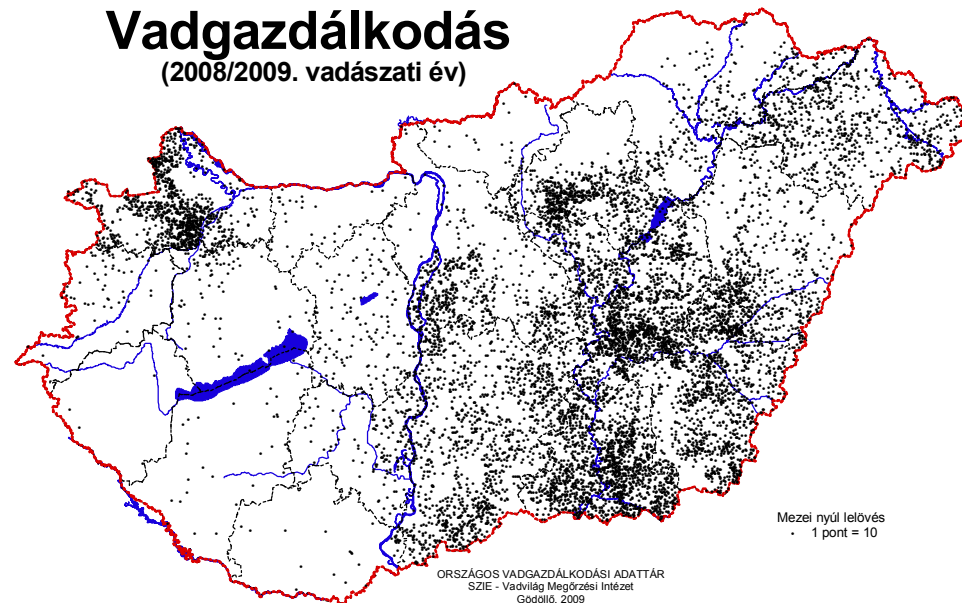 Vadgazdálkodás
(2008/2009. vadászati év)
Mezei nyúl lelövés
1 pont = 10
ORSZÁGOS VADGAZDÁLKODÁSI ADATTÁR
SZIE - Vadvilág Megőrzési Intézet
Gödöllő, 2009